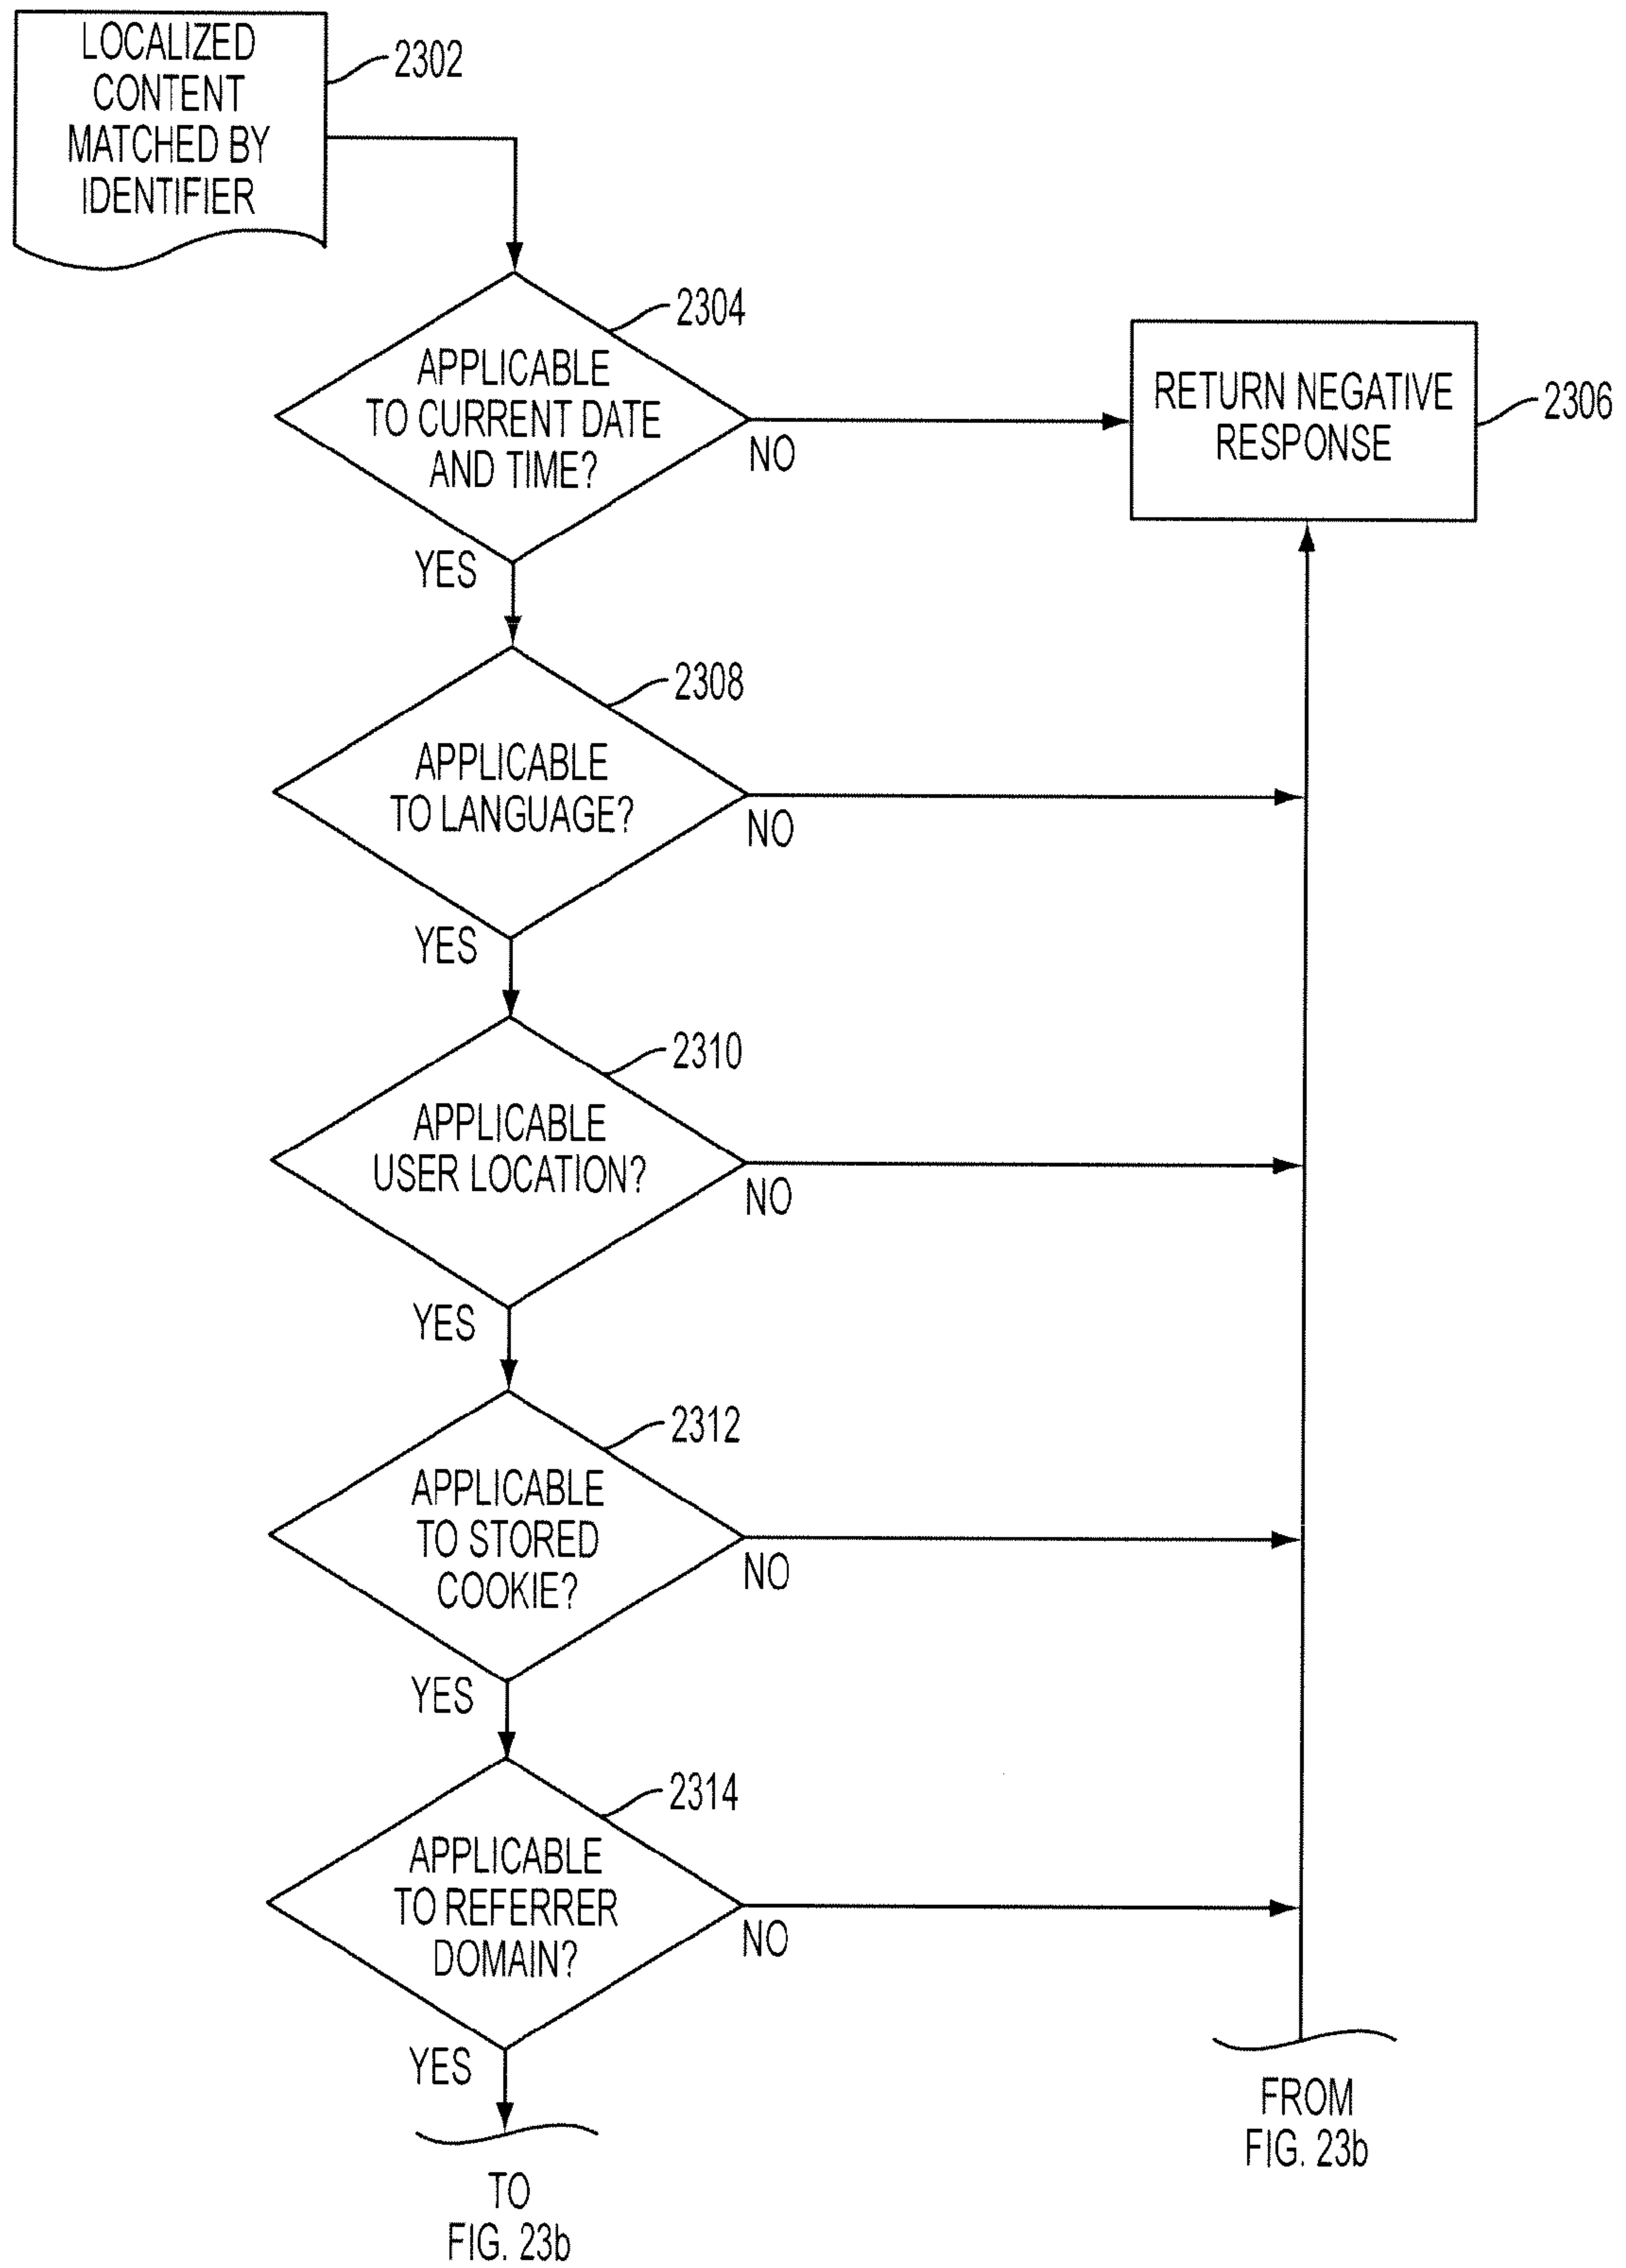 LOCALIZED
CONTENT
MATCHED BY
IDENTIFIER
2302
2304
APPLICABLE
TO CURRENT DATE
AND TIME?
NO
YES
RETURN NEGATIVE
RESPONSE
2306
2308
APPLICABLE
TO LANGUAGE?
NO
YES
2310
APPLICABLE
USER LOCATION?
NO
YES
2312
APPLICABLE
TO STORED
COOKIE?
NO
YES
2314
APPLICABLE
TO REFERRER
DOMAIN?
NO
YES
TO
FIG. 23b
FROM
FIG. 23b